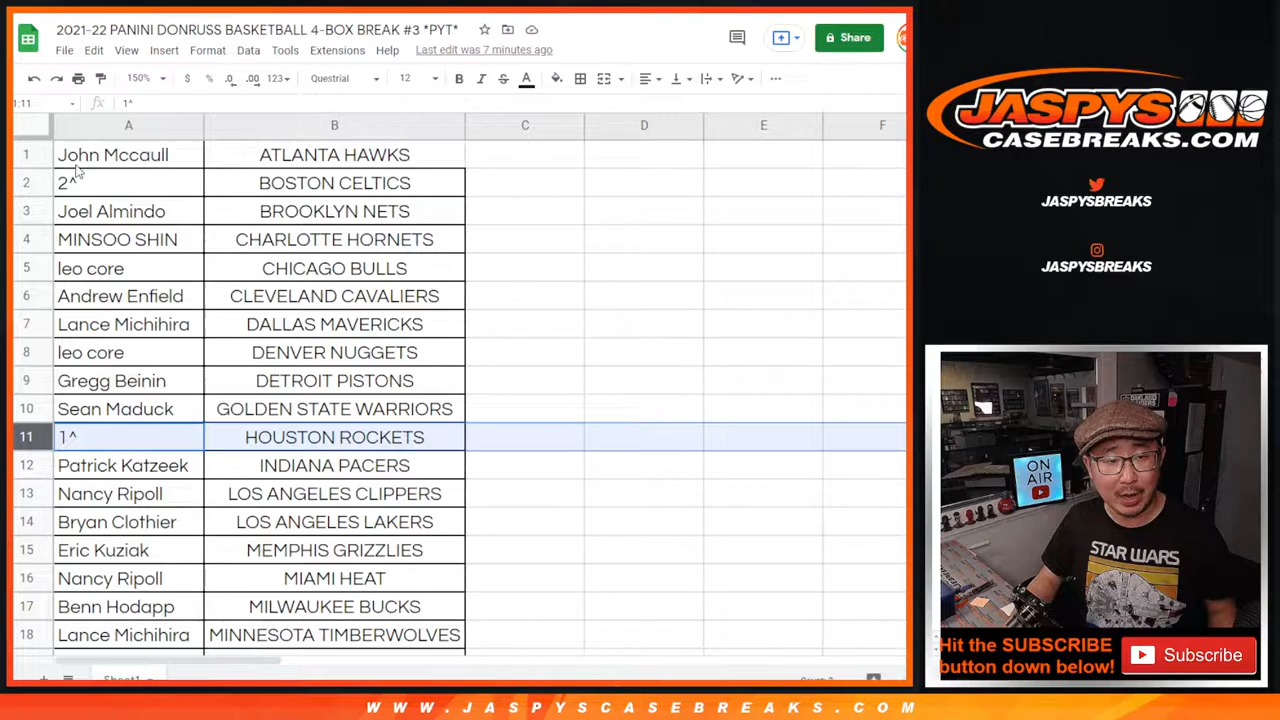 2021-22 PANINI DONRUSS BASKETBALL 4-BOX BREAK #3 *PYT*
File Edit View Insert Format Data Tools Extensions Help Last edit was 7 minutes ago
Share
150% $ % .0 .00 123 Questrial 12 B I S A
1:11 fx 1^
A B C D E F
1 John Mccaull ATLANTA HAWKS
2 2^ BOSTON CELTICS
3 Joel Almindo BROOKLYN NETS
4 MINSOO SHIN CHARLOTTE HORNETS
5 leo core CHICAGO BULLS
6 Andrew Enfield CLEVELAND CAVALIERS
7 Lance Michihira DALLAS MAVERICKS
8 leo core DENVER NUGGETS
9 Gregg Beinin DETROIT PISTONS
10 Sean Maduck GOLDEN STATE WARRIORS
11 1^ HOUSTON ROCKETS
12 Patrick Katzeek INDIANA PACERS
13 Nancy Ripoll LOS ANGELES CLIPPERS
14 Bryan Clothier LOS ANGELES LAKERS
15 Eric Kuziak MEMPHIS GRIZZLIES
16 Nancy Ripoll MIAMI HEAT
17 Benn Hodapp MILWAUKEE BUCKS
18 Lance Michihira MINNESOTA TIMBERWOLVES
Sheet1
JASPYS
CASEBREAKS.COM
JASPYSBREAKS
JASPYSBREAKS
ON
AIR
STAR WARS
Hit the SUBSCRIBE
button down below!
Subscribe
WWW.JASPYSCASEBREAKS.COM